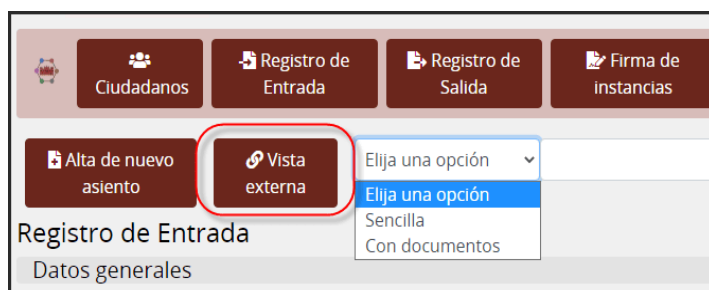 Ciudadanos
Registro de
Entrada
Registro de
Salida
Firma de
instancias
Alta de nuevo
asiento
Vista
externa
Elija una opción
Elija una opción
Sencilla
Con documentos
Registro de Entrada
Datos generales